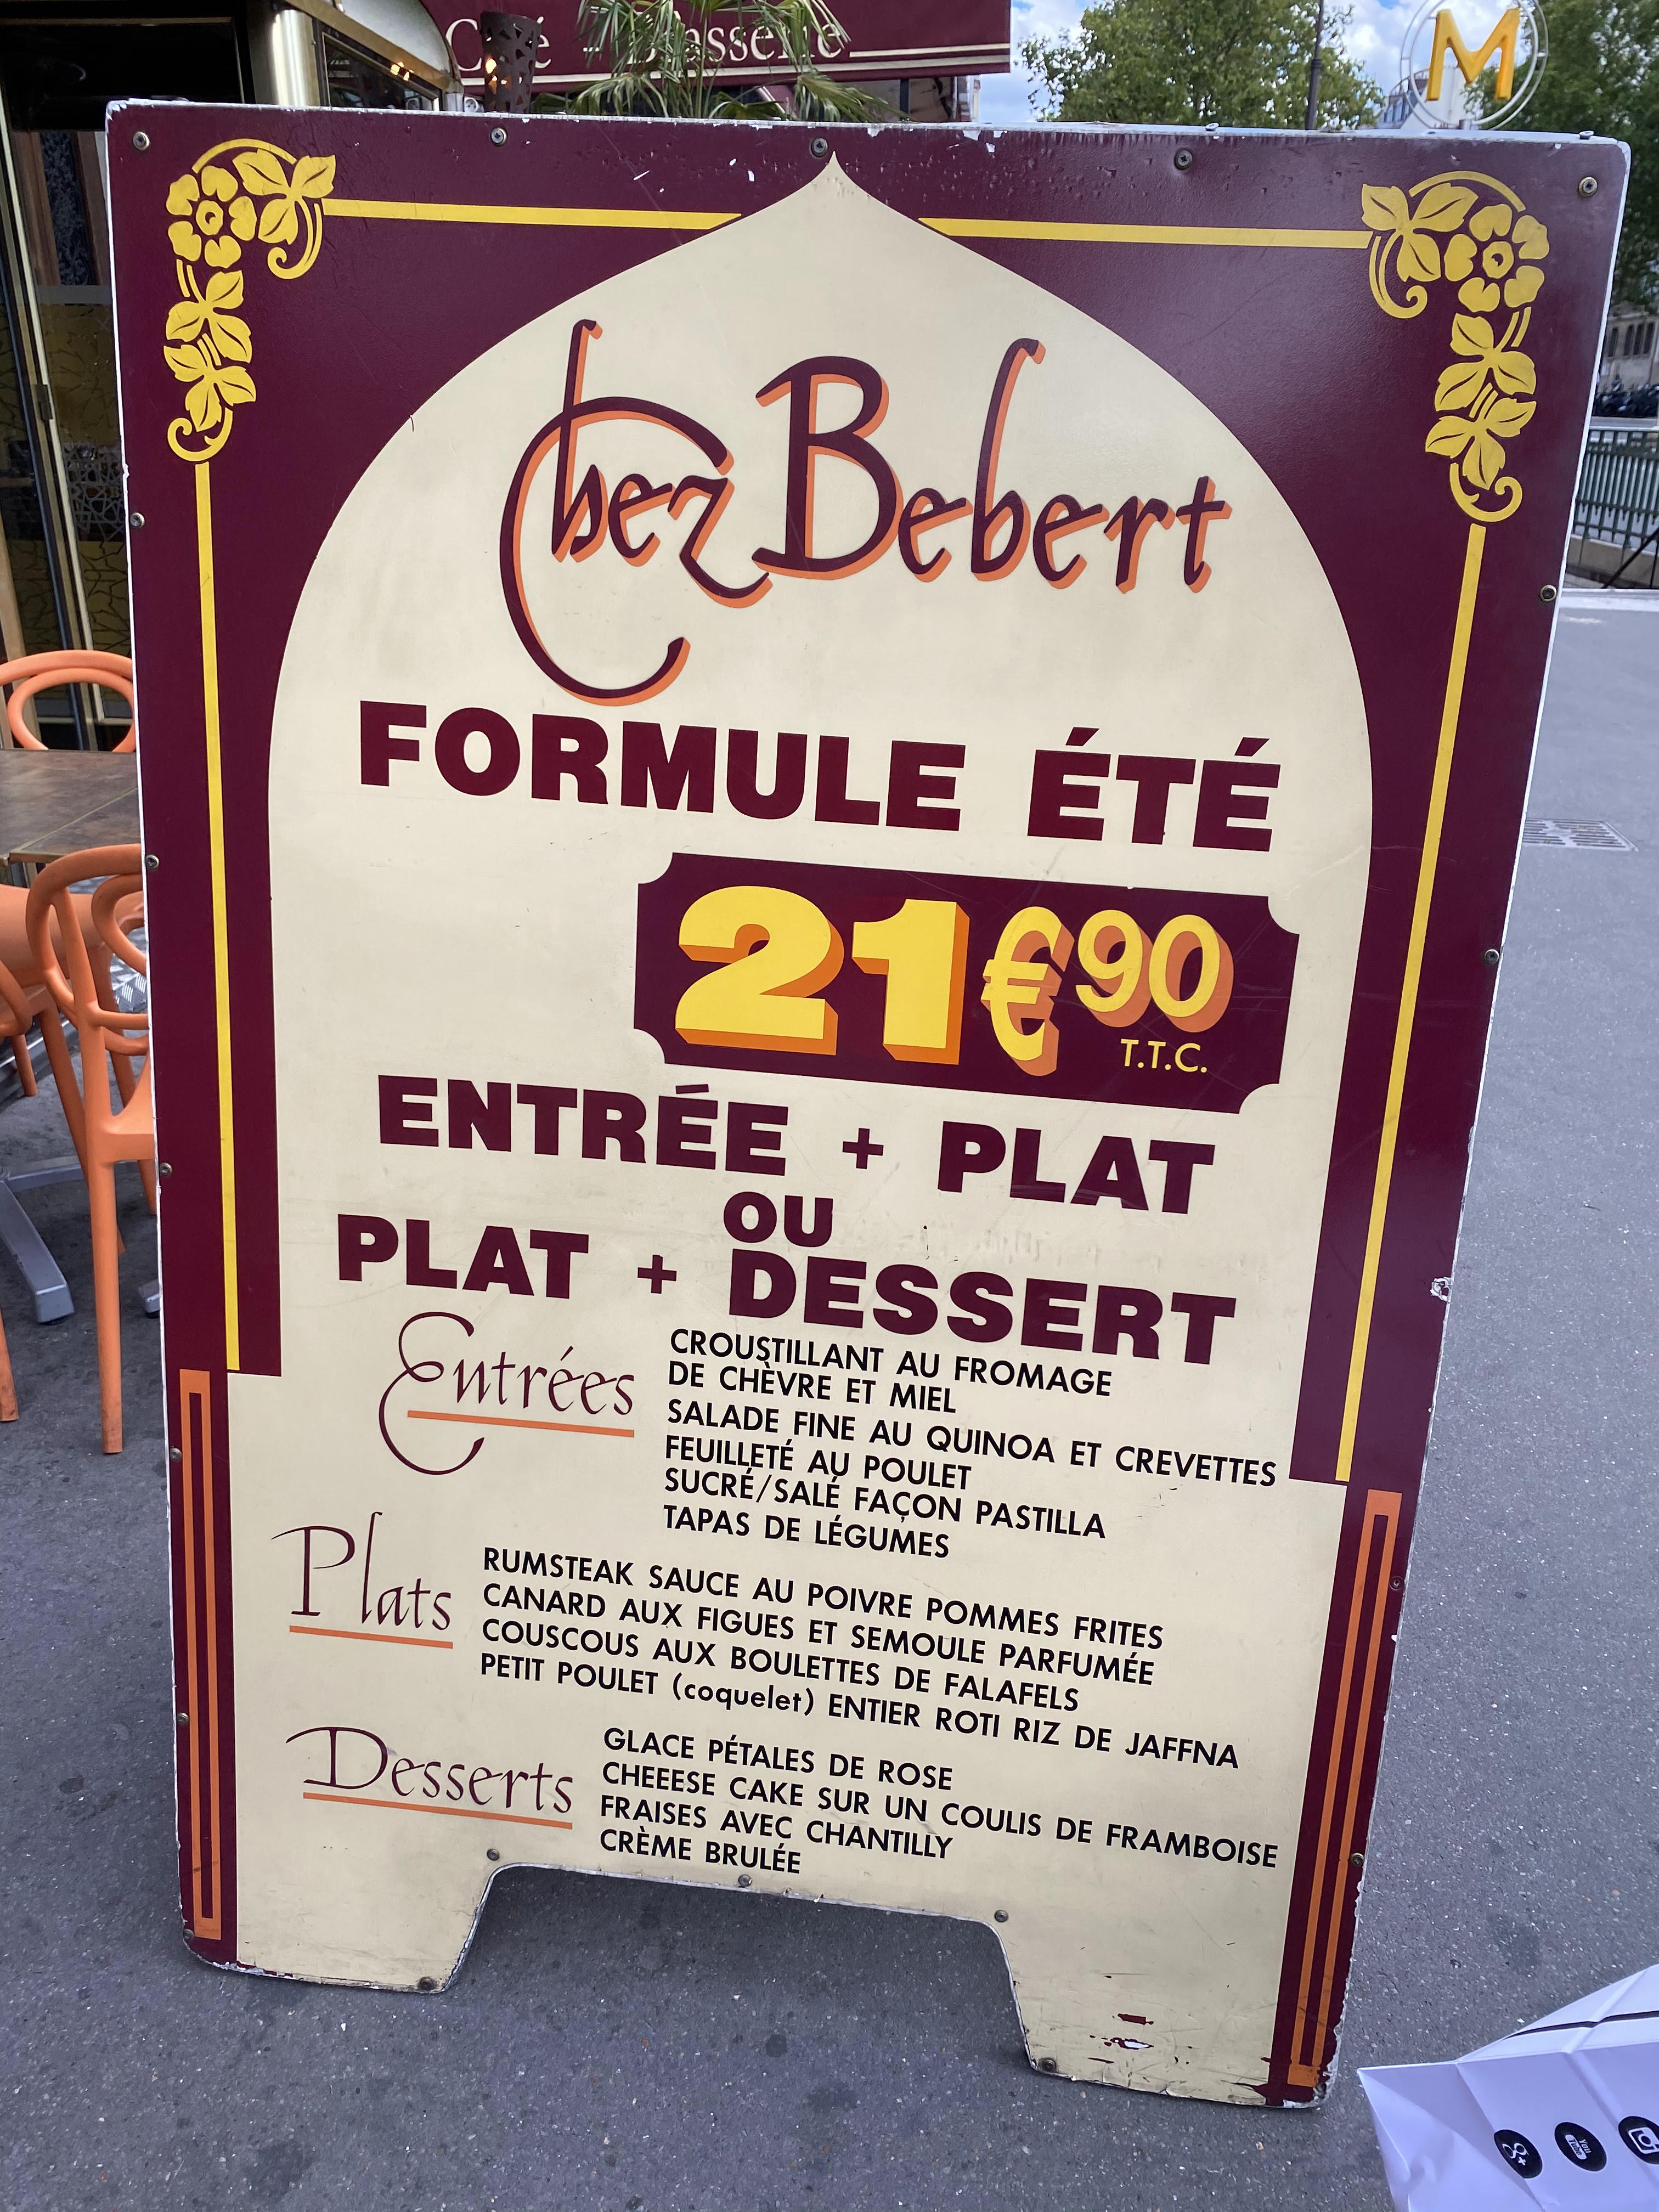 Café - Brasserie
M
Chez Bebert
FORMULE ÉTÉ
21€90
T.T.C.
ENTRÉE + PLAT
OU
PLAT + DESSERT
Entrées
CROUSTILLANT AU FROMAGE
DE CHÈVRE ET MIEL
SALADE FINE AU QUINOA ET CREVETTES
FEUILLETÉ AU POULET
SUCRÉ/SALÉ FAÇON PASTILLA
TAPAS DE LÉGUMES
Plats
RUMSTEAK SAUCE AU POIVRE POMMES FRITES
CANARD AUX FIGUES ET SEMOULE PARFUMÉE
COUSCOUS AUX BOULETTES DE FALAFELS
PETIT POULET (coquelet) ENTIER ROTI RIZ DE JAFFNA
Desserts
GLACE PÉTALES DE ROSE
CHEEESE CAKE SUR UN COULIS DE FRAMBOISE
FRAISES AVEC CHANTILLY
CRÈME BRULÉE
g+
You Tube